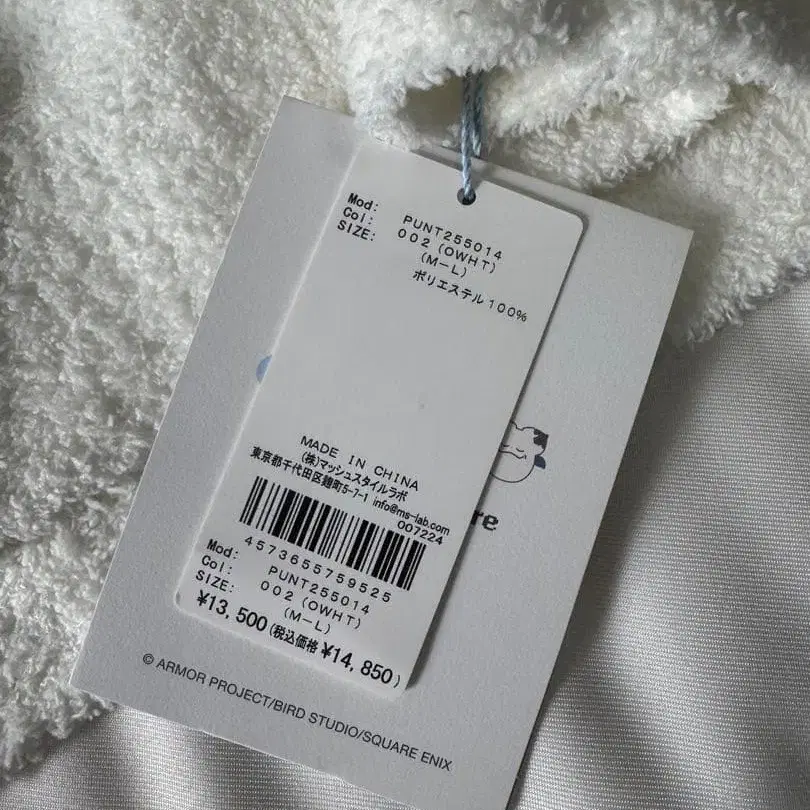 Mod: PUNT255014
Col: 002 (OWHT)
SIZE: (M-L)
ポリエステル100%
MADE IN CHINA
(株)マッシュスタイルラボ
東京都千代田区麹町5-7-1 info@ms-lab.com
007224
4573655759525
Mod: PUNT255014
Col: 002 (OWHT)
SIZE: (M-L)
¥13,500(税込価格 ¥14,850)
re
© ARMOR PROJECT/BIRD STUDIO/SQUARE ENIX